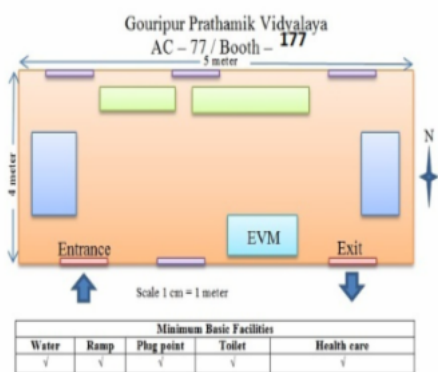 Gouripur Prathamik Vidyalaya
AC – 77 / Booth – 177
5 meter
4 meter
N
EVM
Entrance
Exit
Scale 1 cm = 1 meter
Minimum Basic Facilities
Water Ramp Plug point Toilet Health care
√ √ √ √ √